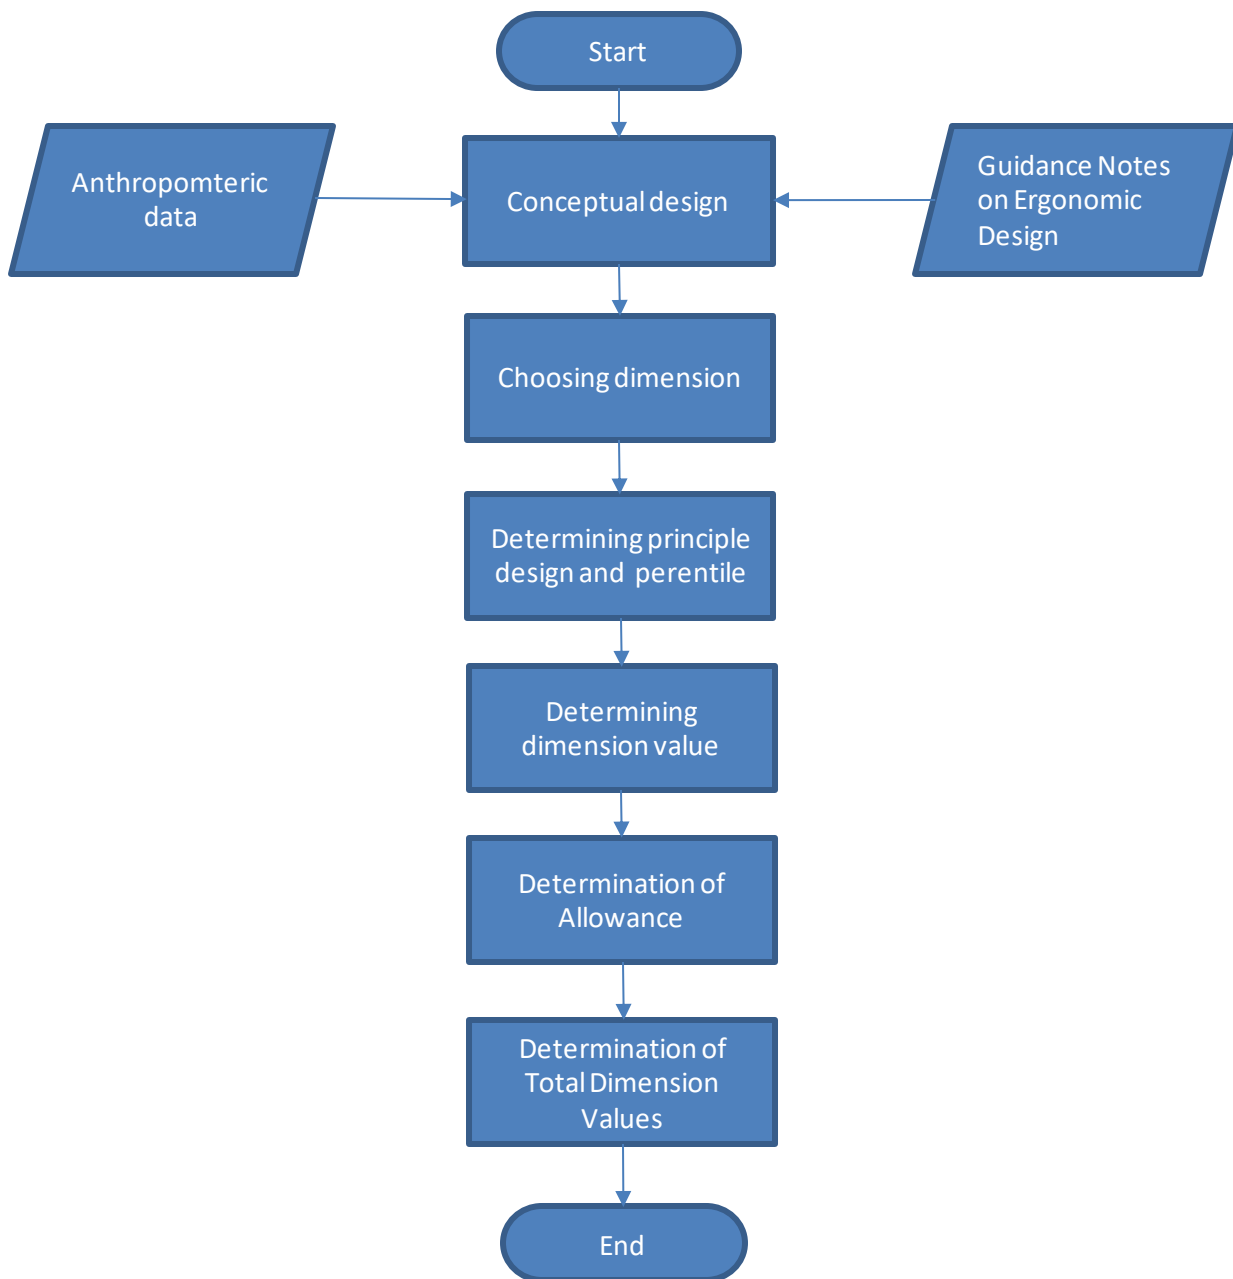 Start
Anthropomteric
data
Conceptual design
Guidance Notes
on Ergonomic
Design
Choosing dimension
Determining principle
design and  perentile
Determining
dimension value
Determination of
Allowance
Determination of
Total Dimension
Values
End